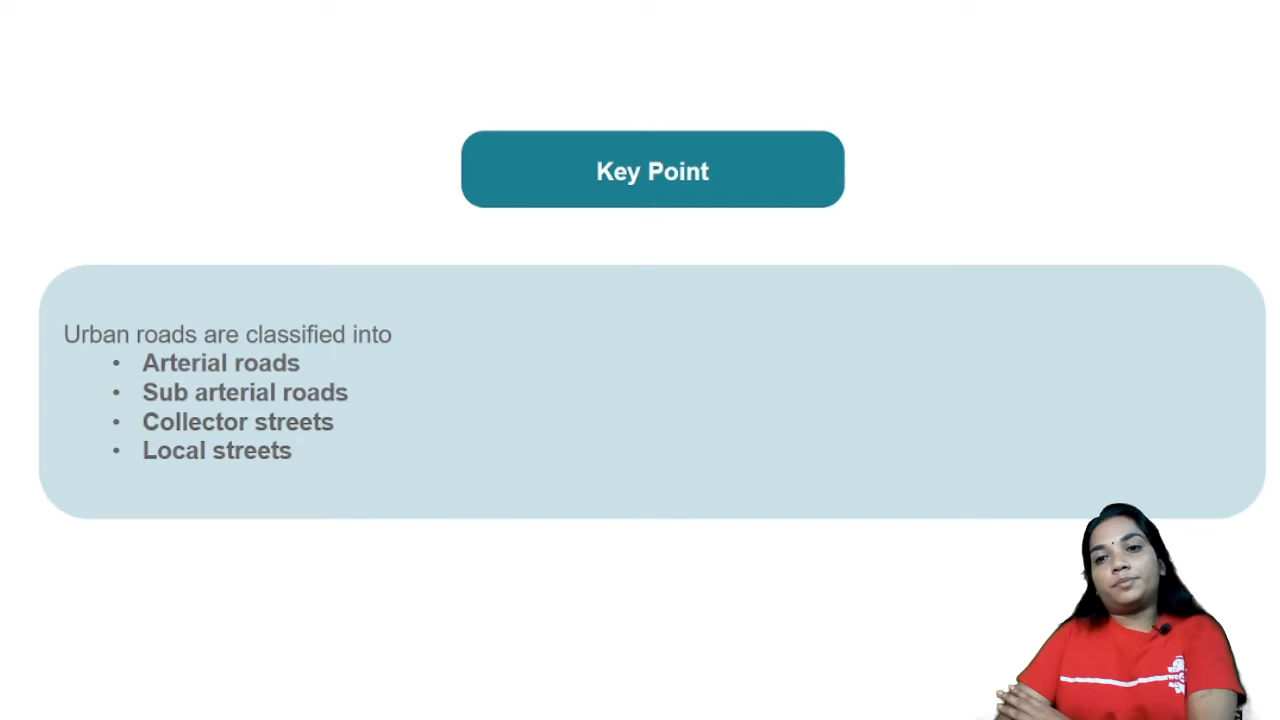 Key Point
Urban roads are classified into
• Arterial roads
• Sub arterial roads
• Collector streets
• Local streets